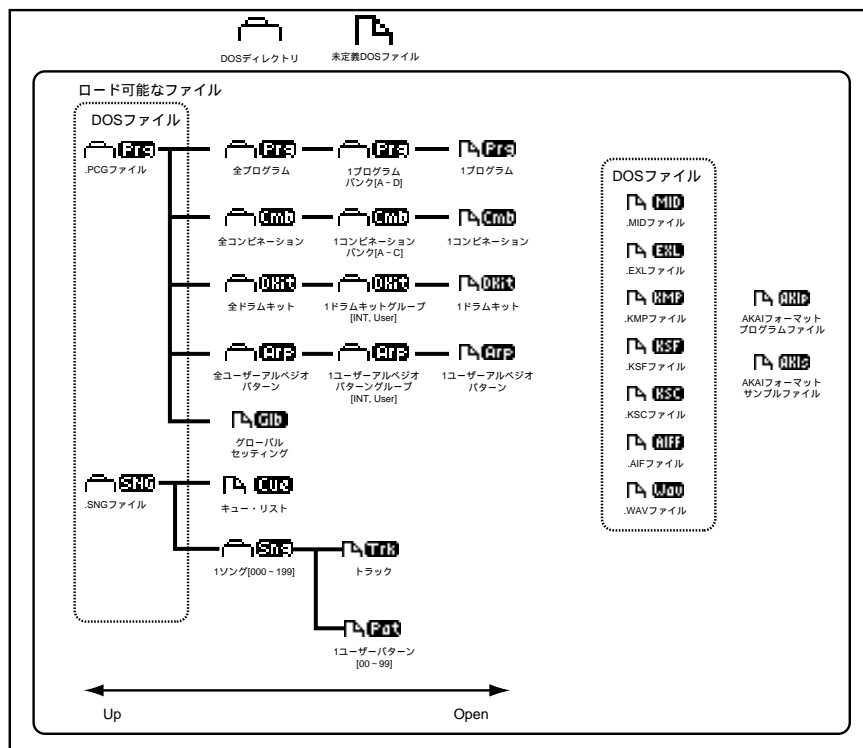 DOSディレクトリ
未定義DOSファイル
ロード可能なファイル
DOSファイル
Prg
.PCGファイル
Prg
全プログラム
Prg
1プログラム
バンク[A～D]
Prg
1プログラム
Cmb
全コンビネーション
Cmb
1コンビネーション
バンク[A～C]
Cmb
1コンビネーション
DKit
全ドラムキット
DKit
1ドラムキットグループ
[INT, User]
DKit
1ドラムキット
Arp
全ユーザーアルペジオ
パターン
Arp
1ユーザーアルペジオ
パターングループ
[INT, User]
Arp
1ユーザーアルペジオ
パターン
Glb
グローバル
セッティング
SNG
.SNGファイル
Cue
キュー・リスト
Sng
1ソング[000～199]
Trk
トラック
Pat
1ユーザーパターン
[00～99]
DOSファイル
MID
.MIDファイル
EXL
.EXLファイル
KMP
.KMPファイル
KSF
.KSFファイル
KSC
.KSCファイル
AIFF
.AIFファイル
Wav
.WAVファイル
AKIp
AKAIフォーマット
プログラムファイル
AKIs
AKAIフォーマット
サンプルファイル
Up
Open